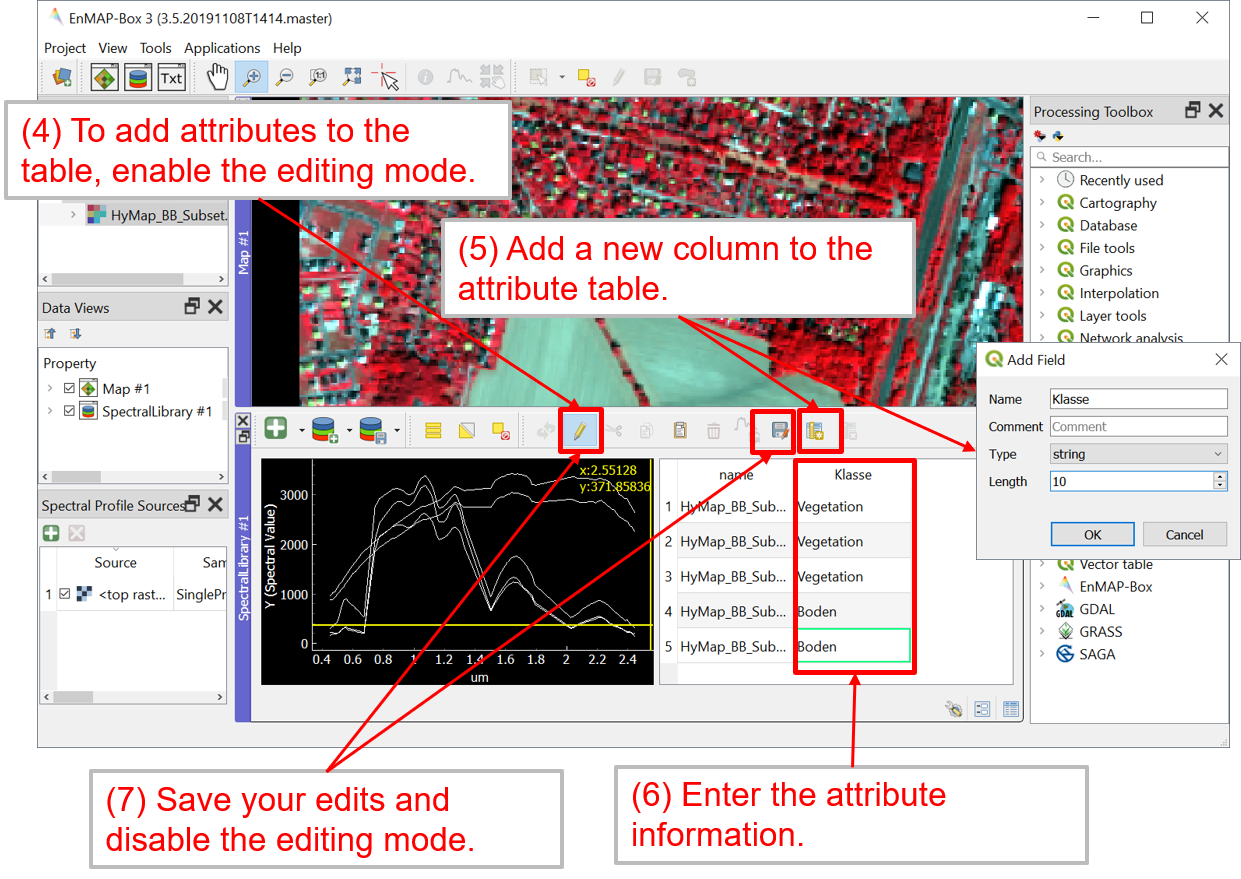 EnMAP-Box 3 (3.5.20191108T1414.master)
Project View Tools Applications Help
Txt
1:1
(4) To add attributes to the
table, enable the editing mode.
HyMap_BB_Subset.
Data Views
Property
Map #1
SpectralLibrary #1
Spectral Profile Sources
Source Sam
1 <top rast... SinglePr
Map #1
(5) Add a new column to the
attribute table.
SpectralLibrary #1
x:2.55128
y:371.85836
Y (Spectral Value)
3000
2000
1000
0
0.4 0.6 0.8 1 1.2 1.4 1.6 1.8 2 2.2 2.4
um
name Klasse
1 HyMap_BB_Sub... Vegetation
2 HyMap_BB_Sub... Vegetation
3 HyMap_BB_Sub... Vegetation
4 HyMap_BB_Sub... Boden
5 HyMap_BB_Sub... Boden
Processing Toolbox
Search...
Recently used
Cartography
Database
File tools
Graphics
Interpolation
Layer tools
Network analysis
Add Field
Name Klasse
Comment Comment
Type string
Length 10
OK Cancel
Vector table
EnMAP-Box
GDAL GDAL
GRASS
SAGA
(7) Save your edits and
disable the editing mode.
(6) Enter the attribute
information.